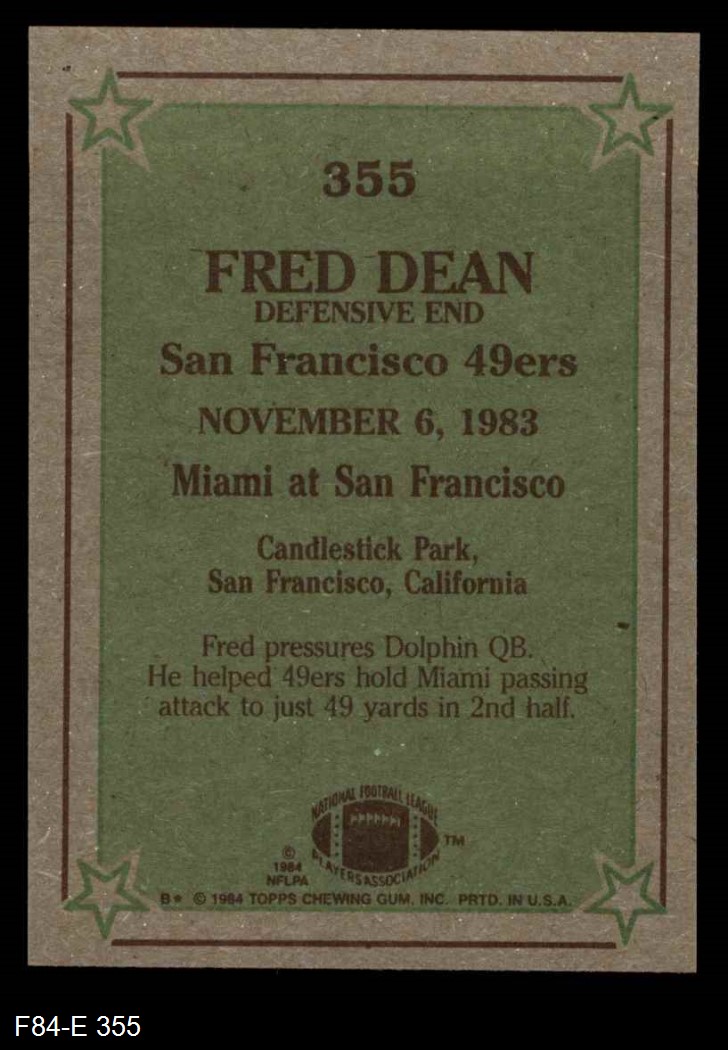 355
FRED DEAN
DEFENSIVE END
San Francisco 49ers
NOVEMBER 6, 1983
Miami at San Francisco
Candlestick Park,
San Francisco, California
Fred pressures Dolphin QB.
He helped 49ers hold Miami passing
attack to just 49 yards in 2nd half.
NATIONAL FOOTBALL LEAGUE
PLAYERS ASSOCIATION
TM
©
1984
NFLPA
B* © 1984 TOPPS CHEWING GUM, INC. PRTD. IN U.S.A.
F84-E 355